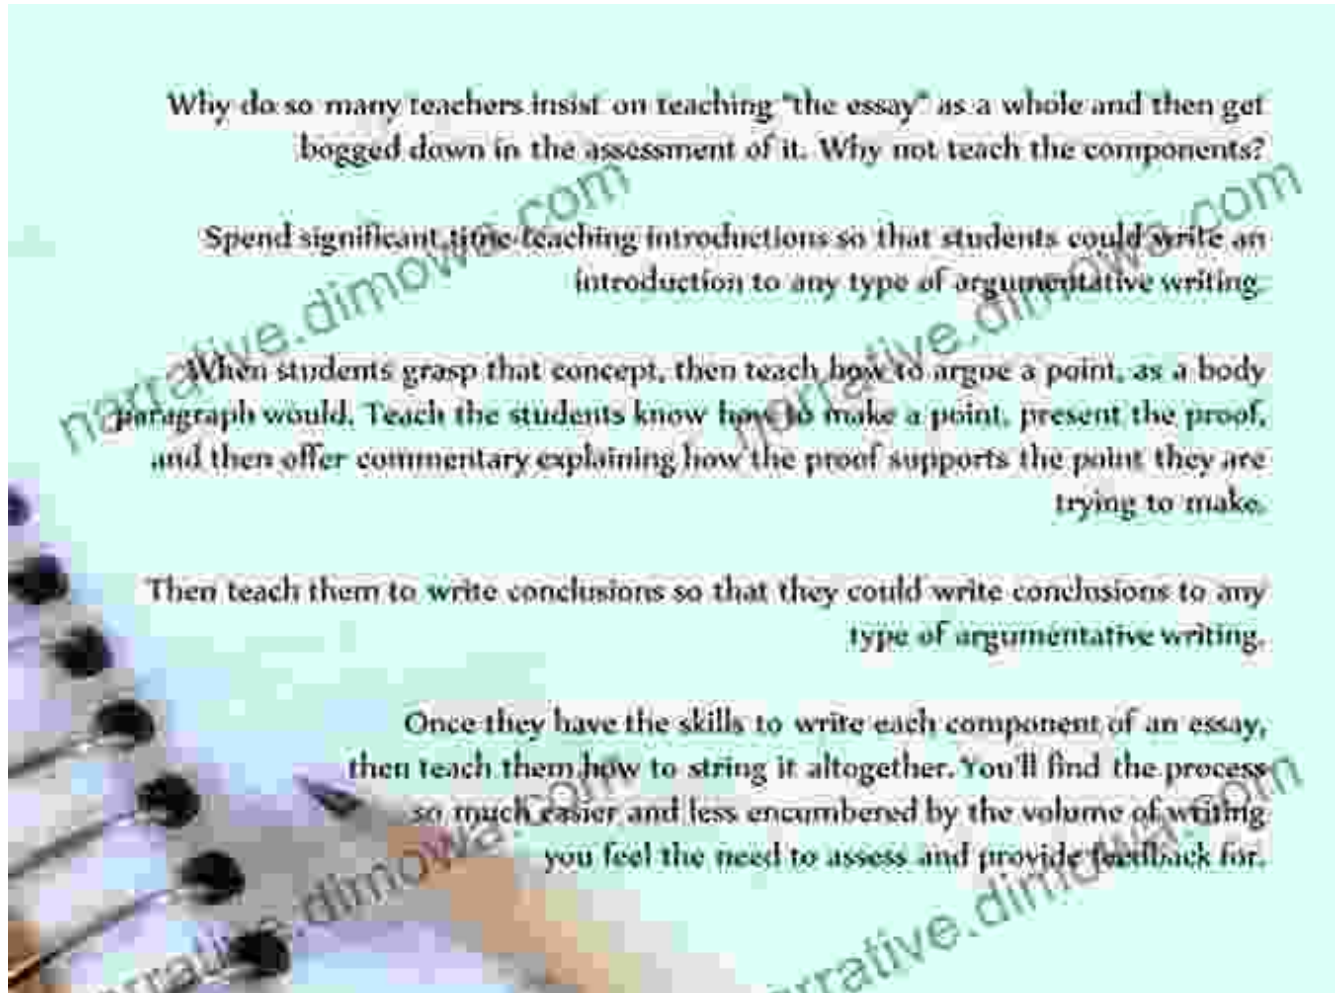 Why do so many teachers insist on teaching "the essay" as a whole and then get
bogged down in the assessment of it. Why not teach the components?
Spend significant time teaching introductions so that students could write an
introduction to any type of argumentative writing.
When students grasp that concept, then teach how to argue a point, as a body
paragraph would. Teach the students know how to make a point, present the proof,
and then offer commentary explaining how the proof supports the point they are
trying to make.
Then teach them to write conclusions so that they could write conclusions to any
type of argumentative writing.
Once they have the skills to write each component of an essay,
then teach them how to string it altogether. You'll find the process
so much easier and less encumbered by the volume of writing
you feel the need to assess and provide feedback for.
narrative.dimowa.com
narrative.dimowa.com
narrative.dimowa.com
narrative.dimowa.com